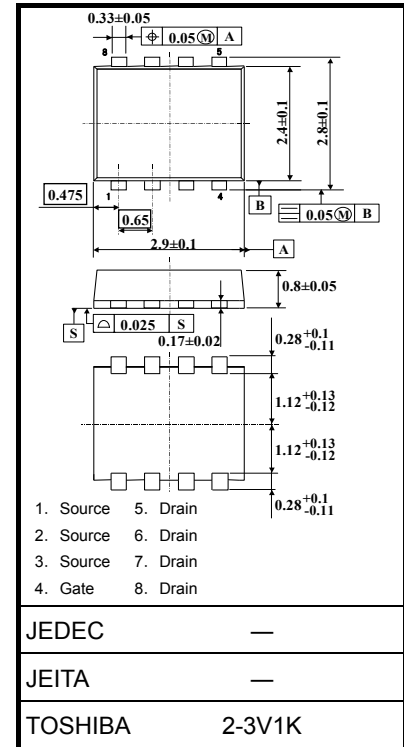 0.33±0.05
⌖ 0.05Ⓜ A
8 5
2.4±0.1
2.8±0.1
0.475
1 4
B
⌯ 0.05Ⓜ B
0.65
2.9±0.1
A
0.8±0.05
S
⌓ 0.025 S
0.17±0.02
0.28 +0.1 -0.11
1.12 +0.13 -0.12
1.12 +0.13 -0.12
0.28 +0.1 -0.11
1. Source 5. Drain
2. Source 6. Drain
3. Source 7. Drain
4. Gate 8. Drain
JEDEC —
JEITA —
TOSHIBA 2-3V1K